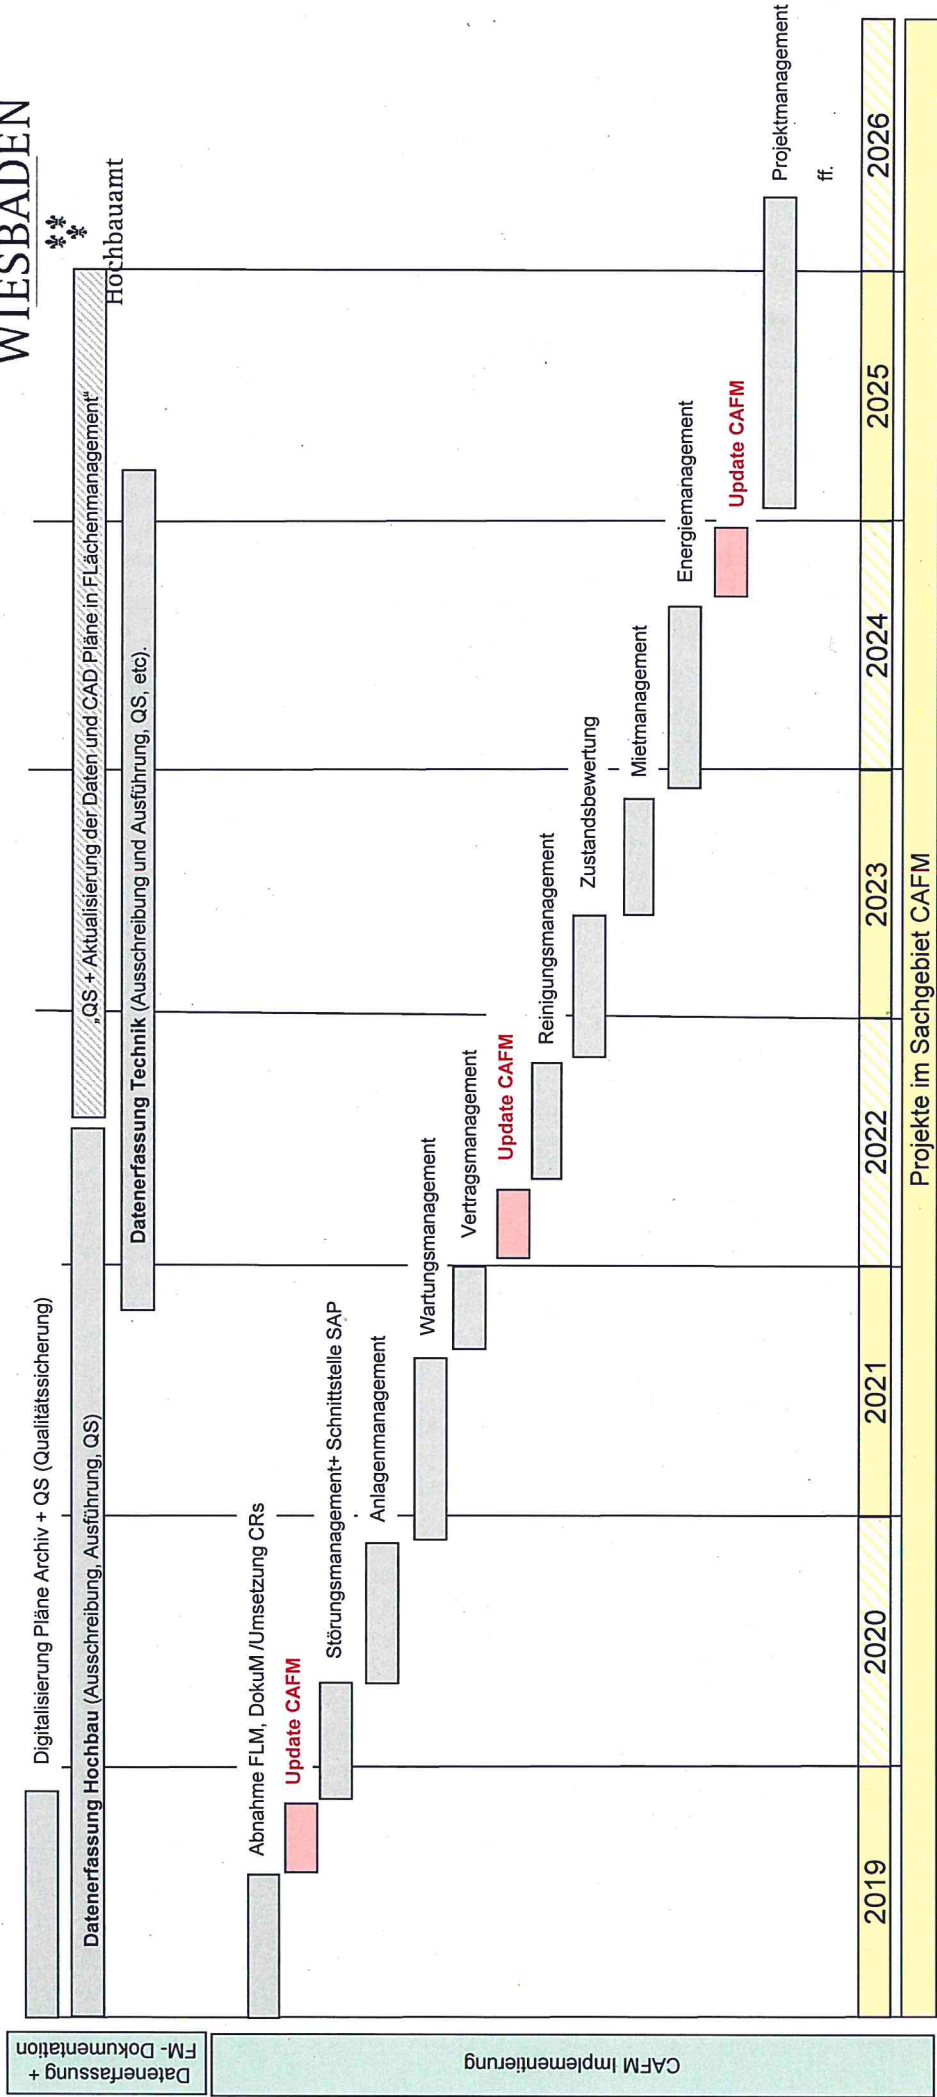 WIESBADEN
Hochbauamt
Datenerfassung +
FM- Dokumentation
Digitalisierung Pläne Archiv + QS (Qualitätssicherung)
Datenerfassung Hochbau (Ausschreibung, Ausführung, QS)
„QS + Aktualisierung der Daten und CAD Pläne in FLächenmanagement“
Datenerfassung Technik (Ausschreibung und Ausführung, QS, etc).
CAFM Implementierung
Abnahme FLM, DokuM /Umsetzung CRs
Update CAFM
Störungsmanagement+ Schnittstelle SAP
Anlagenmanagement
Wartungsmanagement
Vertragsmanagement
Update CAFM
Reinigungsmanagement
Zustandsbewertung
Mietmanagement
Energiemanagement
Update CAFM
Projektmanagement
ff.
2019 2020 2021 2022 2023 2024 2025 2026
Projekte im Sachgebiet CAFM